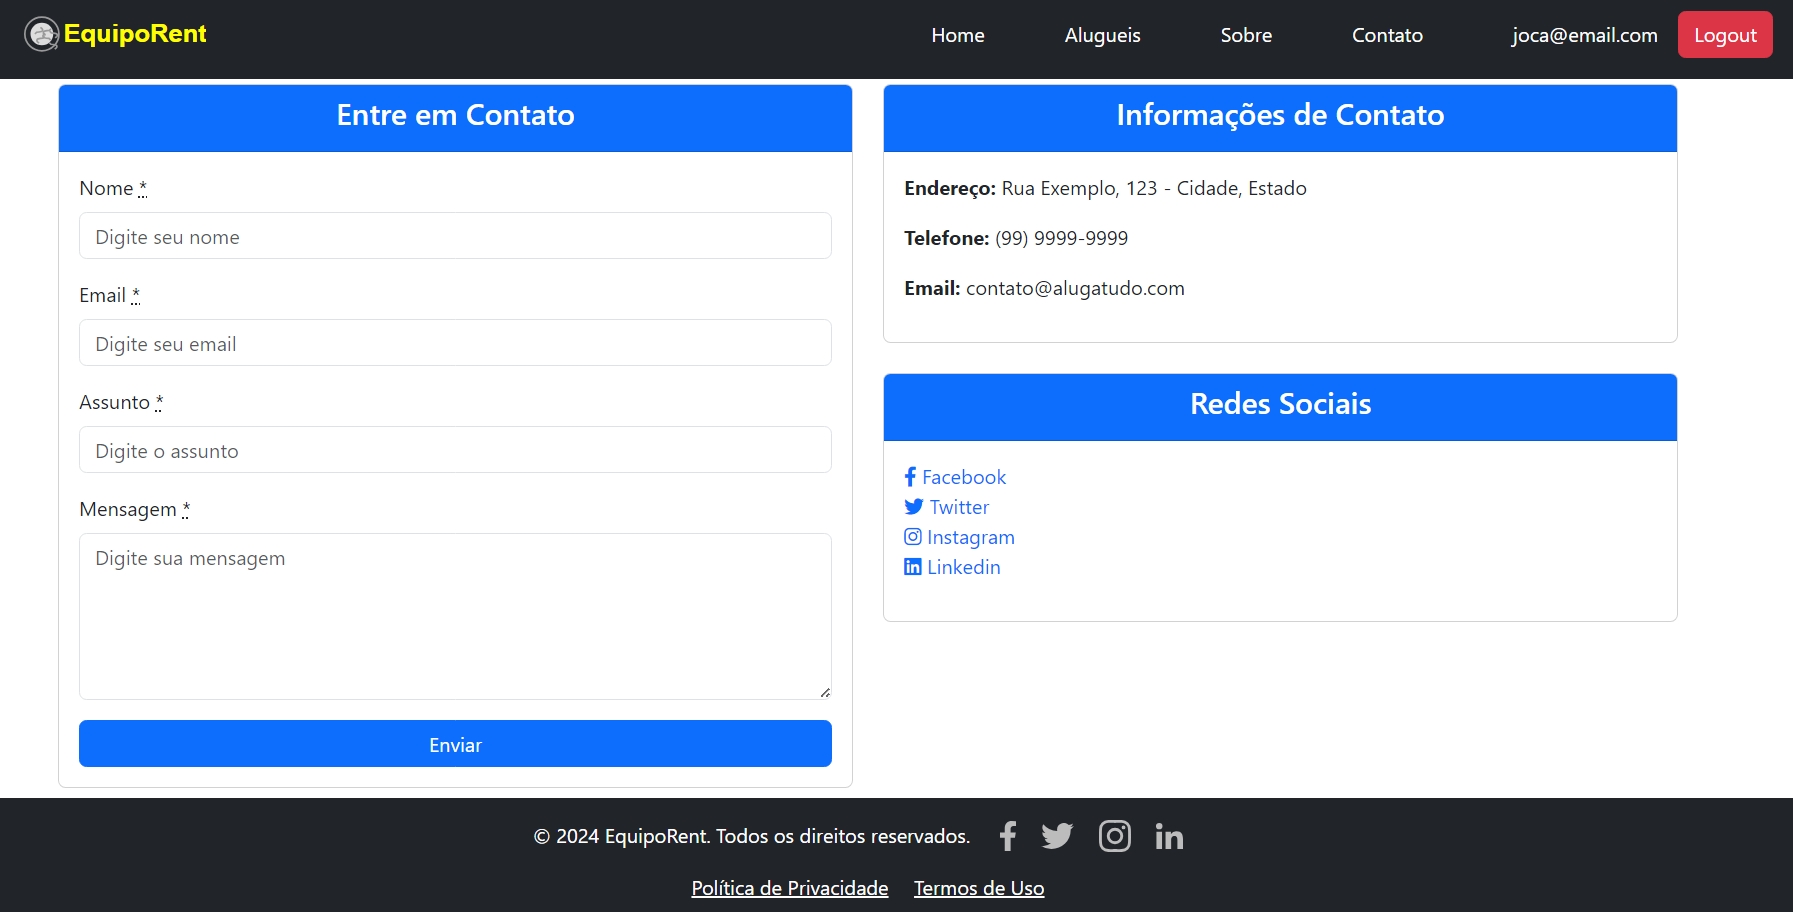 EquipoRent
Home Alugueis Sobre Contato joca@email.com Logout
Entre em Contato
Nome *
Digite seu nome
Email *
Digite seu email
Assunto *
Digite o assunto
Mensagem *
Digite sua mensagem
Enviar
Informações de Contato
Endereço: Rua Exemplo, 123 - Cidade, Estado
Telefone: (99) 9999-9999
Email: contato@alugatudo.com
Redes Sociais
Facebook
Twitter
Instagram
Linkedin
© 2024 EquipoRent. Todos os direitos reservados.
Política de Privacidade Termos de Uso